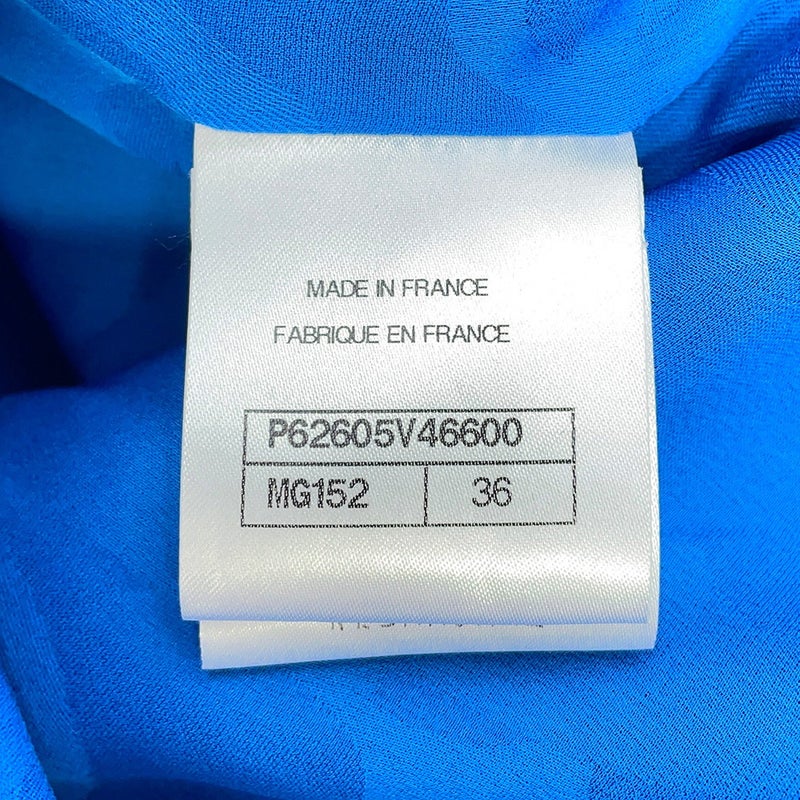 MADE IN FRANCE
FABRIQUE EN FRANCE
P62605V46600
MG152 36